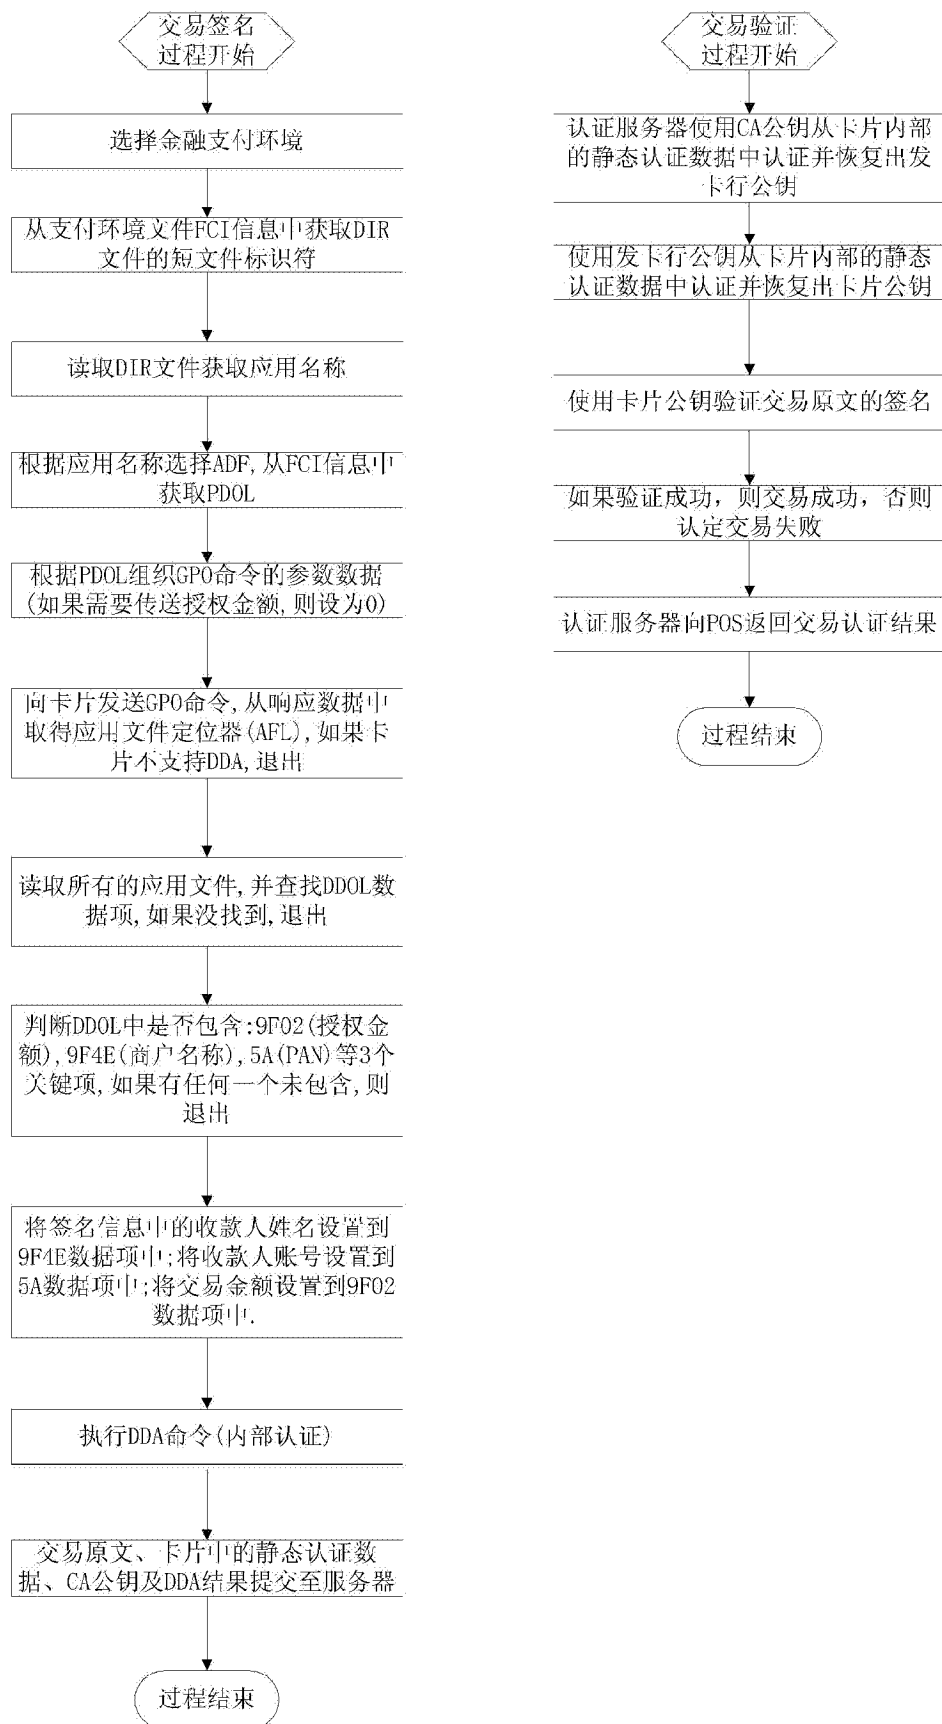 交易签名
过程开始
选择金融支付环境
从支付环境文件FCI信息中获取DIR
文件的短文件标识符
读取DIR文件获取应用名称
根据应用名称选择ADF,从FCI信息中
获取PDOL
根据PDOL组织GPO命令的参数数据
(如果需要传送授权金额,则设为0)
向卡片发送GPO命令,从响应数据中
取得应用文件定位器(AFL),如果卡
片不支持DDA,退出
读取所有的应用文件,并查找DDOL数
据项,如果没找到,退出
判断DDOL中是否包含:9F02(授权金
额),9F4E(商户名称),5A(PAN)等3个
关键项,如果有任何一个未包含,则
退出
将签名信息中的收款人姓名设置到
9F4E数据项中;将收款人账号设置到
5A数据项中;将交易金额设置到9F02
数据项中.
执行DDA命令(内部认证)
交易原文、卡片中的静态认证数
据、CA公钥及DDA结果提交至服务器
过程结束
交易验证
过程开始
认证服务器使用CA公钥从卡片内部
的静态认证数据中认证并恢复出发
卡行公钥
使用发卡行公钥从卡片内部的静态
认证数据中认证并恢复出卡片公钥
使用卡片公钥验证交易原文的签名
如果验证成功，则交易成功，否则
认定交易失败
认证服务器向POS返回交易认证结果
过程结束